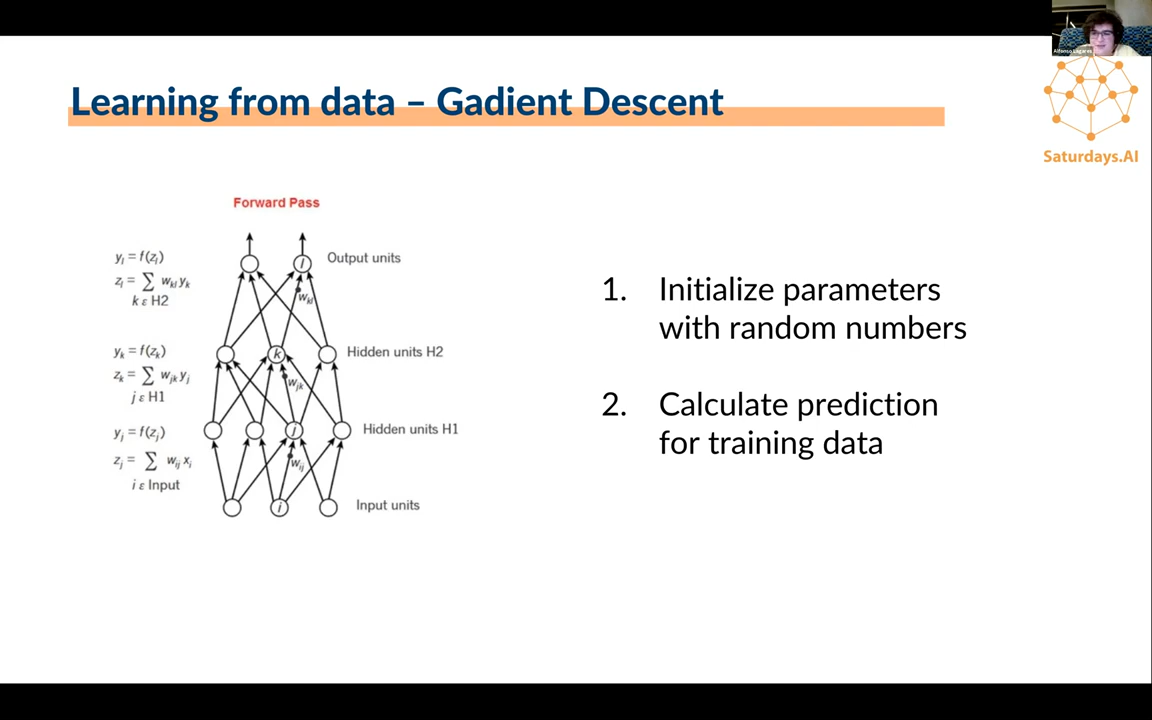 Alfonso Lagares
Learning from data – Gadient Descent
Saturdays.AI
Forward Pass
yₗ = f(zₗ)
zₗ = ∑ wₖₗ yₖ
k ε H2
l
Output units
wₖₗ
yₖ = f(zₖ)
zₖ = ∑ wⱼₖ yⱼ
j ε H1
k
Hidden units H2
wⱼₖ
yⱼ = f(zⱼ)
zⱼ = ∑ wᵢⱼ xᵢ
i ε Input
j
Hidden units H1
wᵢⱼ
i
Input units
1. Initialize parameters
with random numbers
2. Calculate prediction
for training data